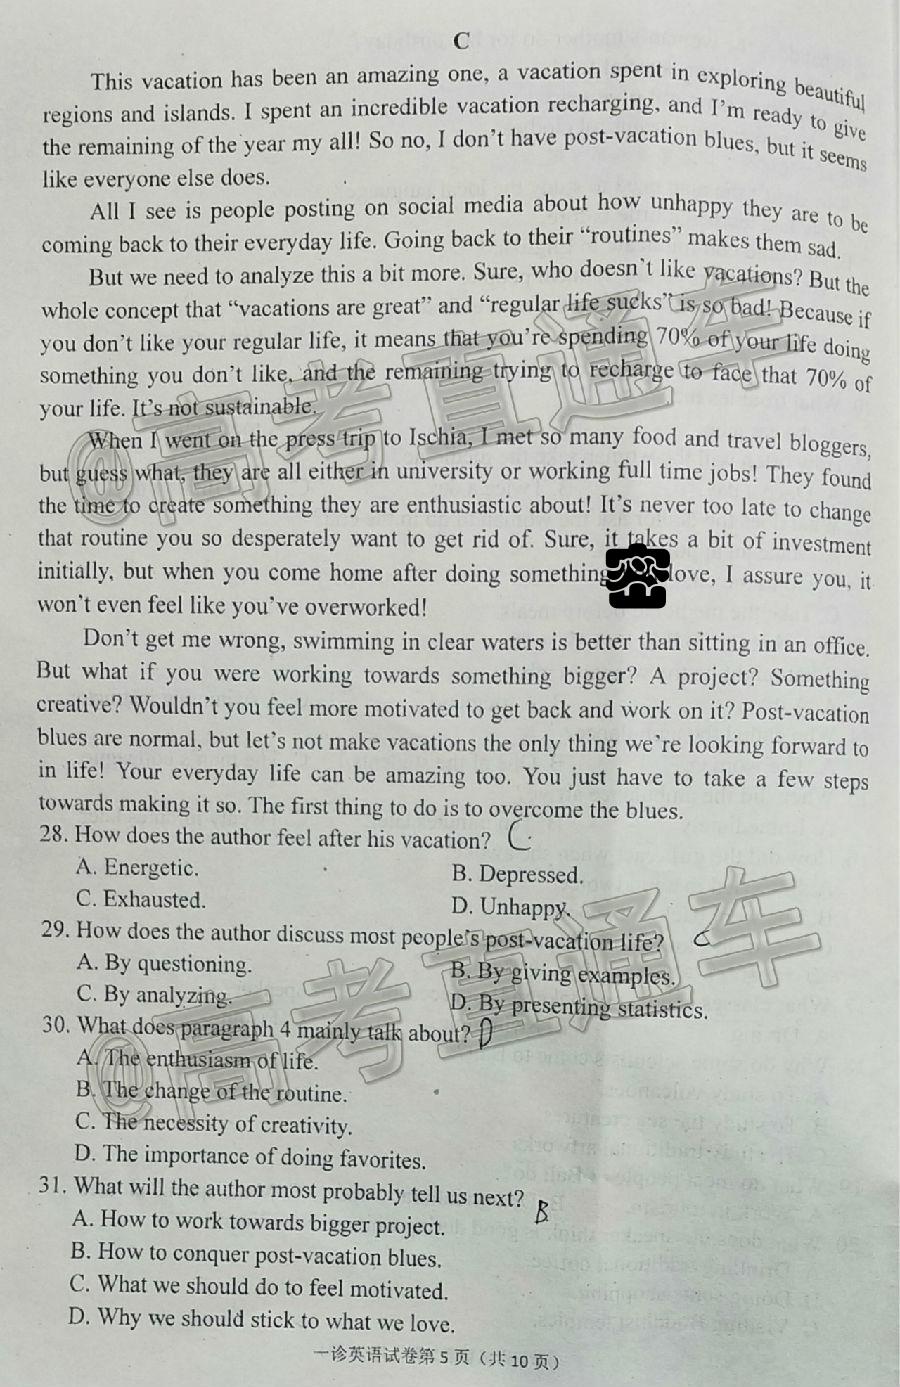 C
This vacation has been an amazing one, a vacation spent in exploring beautiful
regions and islands. I spent an incredible vacation recharging, and I'm ready to give
the remaining of the year my all! So no, I don't have post-vacation blues, but it seems
like everyone else does.
All I see is people posting on social media about how unhappy they are to be
coming back to their everyday life. Going back to their “routines” makes them sad.
But we need to analyze this a bit more. Sure, who doesn't like vacations? But the
whole concept that “vacations are great” and “regular life sucks” is so bad! Because if
you don't like your regular life, it means that you're spending 70% of your life doing
something you don't like, and the remaining trying to recharge to face that 70% of
your life. It's not sustainable.
When I went on the press trip to Ischia, I met so many food and travel bloggers,
but guess what, they are all either in university or working full time jobs! They found
the time to create something they are enthusiastic about! It's never too late to change
that routine you so desperately want to get rid of. Sure, it takes a bit of investment
initially, but when you come home after doing something love, I assure you, it
won't even feel like you've overworked!
Don't get me wrong, swimming in clear waters is better than sitting in an office.
But what if you were working towards something bigger? A project? Something
creative? Wouldn't you feel more motivated to get back and work on it? Post-vacation
blues are normal, but let's not make vacations the only thing we're looking forward to
in life! Your everyday life can be amazing too. You just have to take a few steps
towards making it so. The first thing to do is to overcome the blues.
28. How does the author feel after his vacation? C
A. Energetic. B. Depressed.
C. Exhausted. D. Unhappy.
29. How does the author discuss most people's post-vacation life? C
A. By questioning. B. By giving examples.
C. By analyzing. D. By presenting statistics.
30. What does paragraph 4 mainly talk about? D
A. The enthusiasm of life.
B. The change of the routine.
C. The necessity of creativity.
D. The importance of doing favorites.
31. What will the author most probably tell us next? B
A. How to work towards bigger project.
B. How to conquer post-vacation blues.
C. What we should do to feel motivated.
D. Why we should stick to what we love.
一诊英语试卷第 5 页（共 10 页）
@高考直通车
@高考直通车